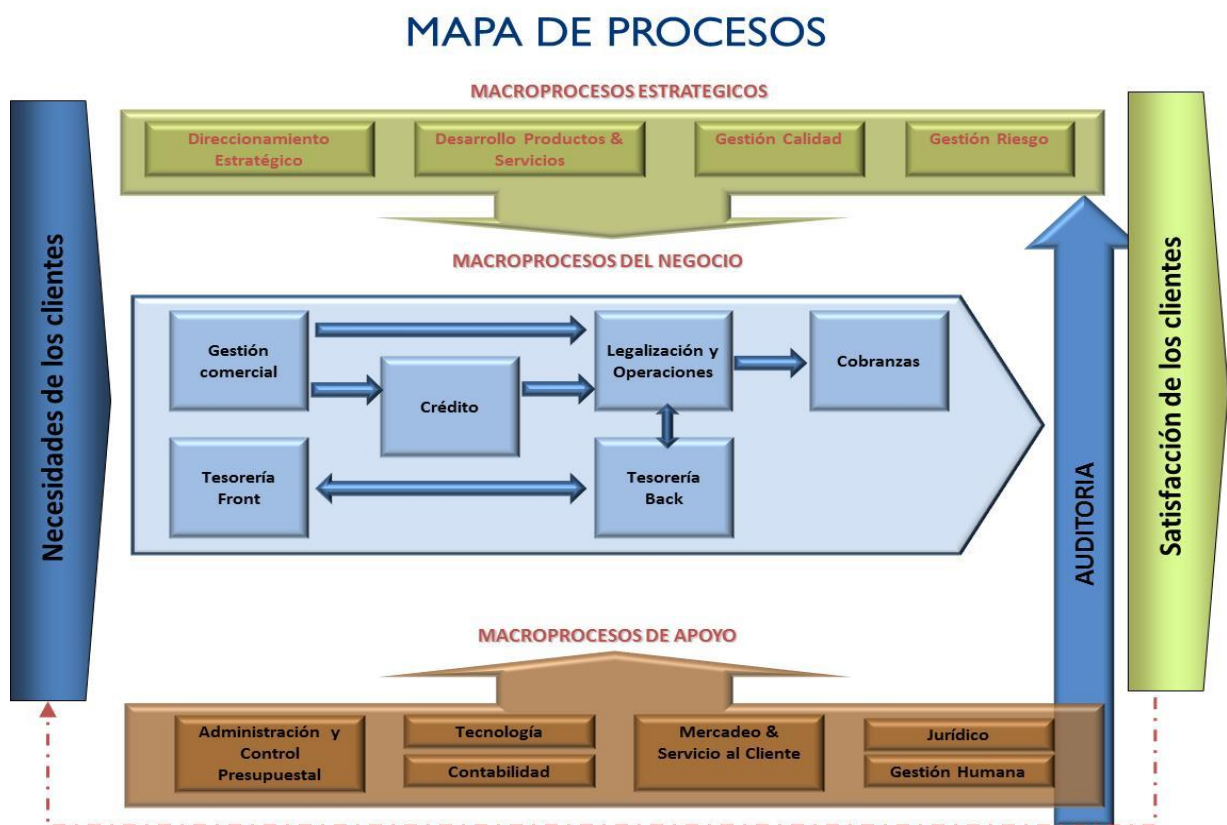 MAPA DE PROCESOS
MACROPROCESOS ESTRATEGICOS
Direccionamiento
Estratégico
Desarrollo Productos &
Servicios
Gestión Calidad
Gestión Riesgo
Necesidades de los clientes
MACROPROCESOS DEL NEGOCIO
Gestión
comercial
Crédito
Legalización y
Operaciones
Cobranzas
Tesorería
Front
Tesorería
Back
AUDITORIA
Satisfacción de los clientes
MACROPROCESOS DE APOYO
Administración y
Control
Presupuestal
Tecnología
Contabilidad
Mercadeo &
Servicio al Cliente
Jurídico
Gestión Humana